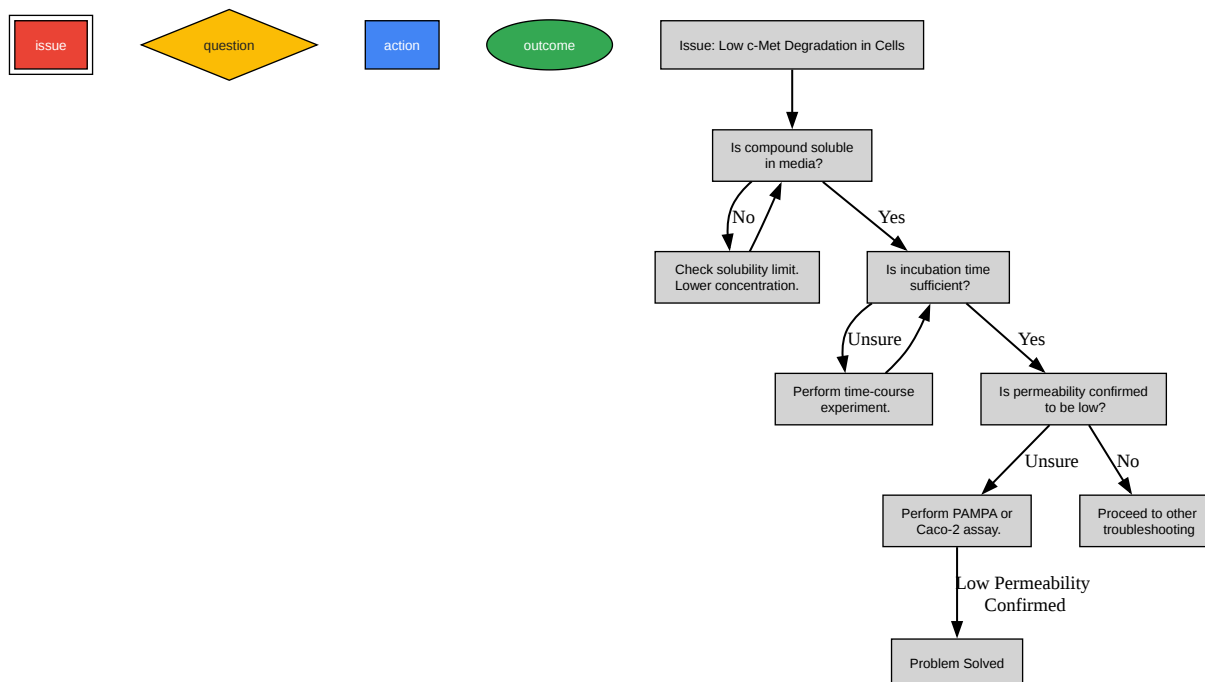 issue
question
action
outcome
Issue: Low c-Met Degradation in Cells
Is compound soluble
in media?
No
Yes
Check solubility limit.
Lower concentration.
Is incubation time
sufficient?
Unsure
Yes
Perform time-course
experiment.
Is permeability confirmed
to be low?
Unsure
No
Perform PAMPA or
Caco-2 assay.
Proceed to other
troubleshooting
Low Permeability
Confirmed
Problem Solved